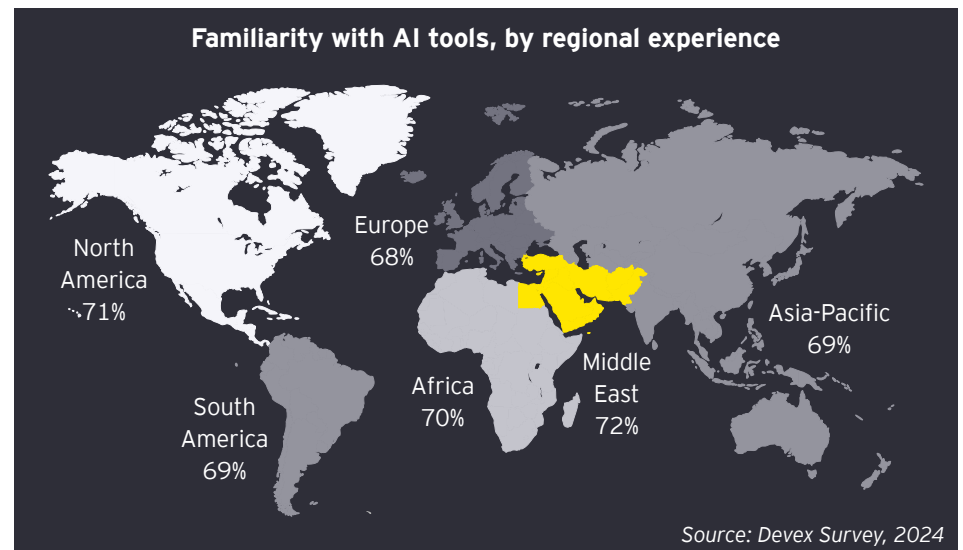 Familiarity with AI tools, by regional experience
North
America
71%
Europe
68%
Asia-Pacific
69%
Middle
East
72%
Africa
70%
South
America
69%
Source: Devex Survey, 2024